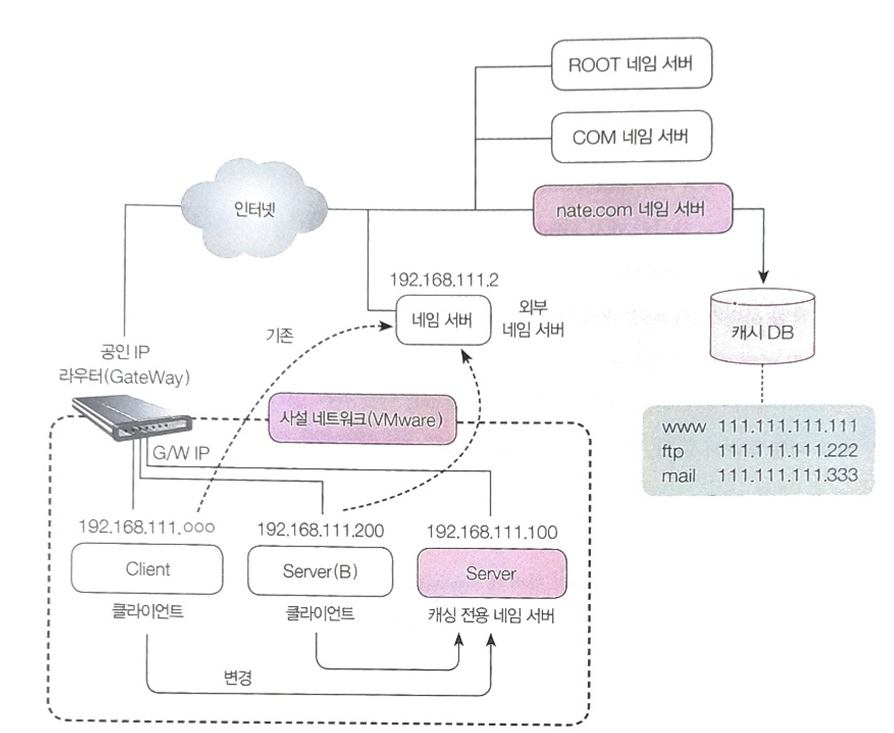 ROOT 네임 서버
COM 네임 서버
인터넷
nate.com 네임 서버
192.168.111.2
네임 서버
외부
네임 서버
캐시 DB
기존
공인 IP
라우터(GateWay)
사설 네트워크(VMware)
www 111.111.111.111
ftp 111.111.111.222
mail 111.111.111.333
G/W IP
192.168.111.○○○
192.168.111.200
192.168.111.100
Client
Server(B)
Server
클라이언트
클라이언트
캐싱 전용 네임 서버
변경